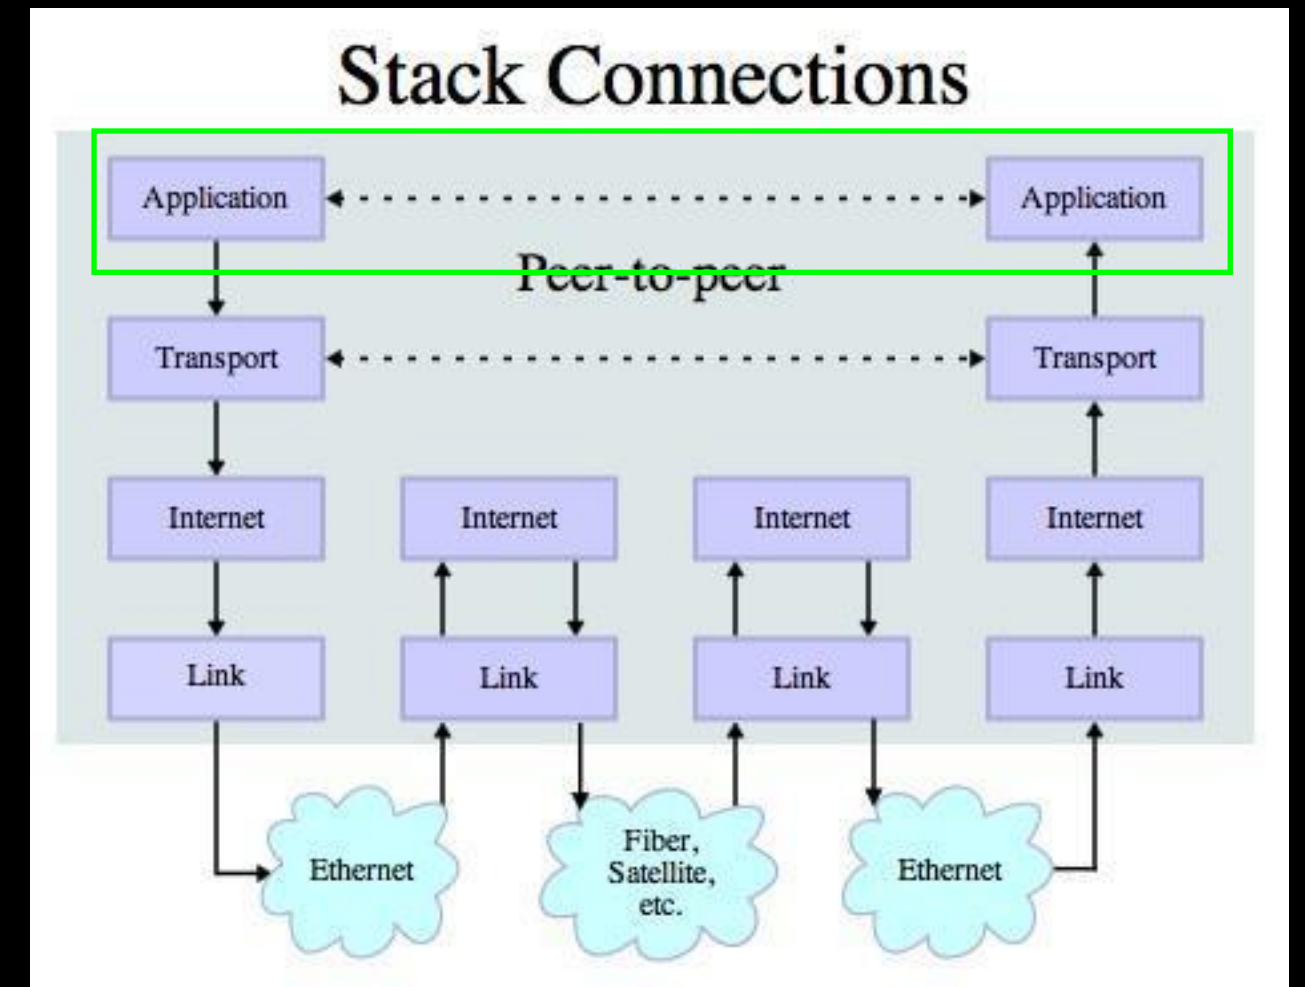 Stack Connections
Application
Application
Peer-to-peer
Transport
Transport
Internet
Internet
Internet
Internet
Link
Link
Link
Link
Ethernet
Fiber,
Satellite,
etc.
Ethernet